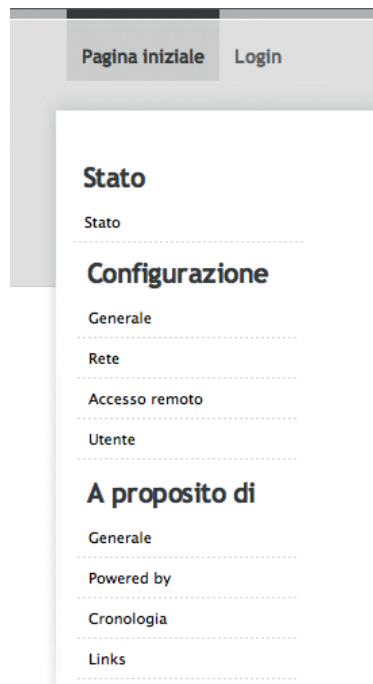 Pagina iniziale Login
Stato
Stato
Configurazione
Generale
Rete
Accesso remoto
Utente
A proposito di
Generale
Powered by
Cronologia
Links